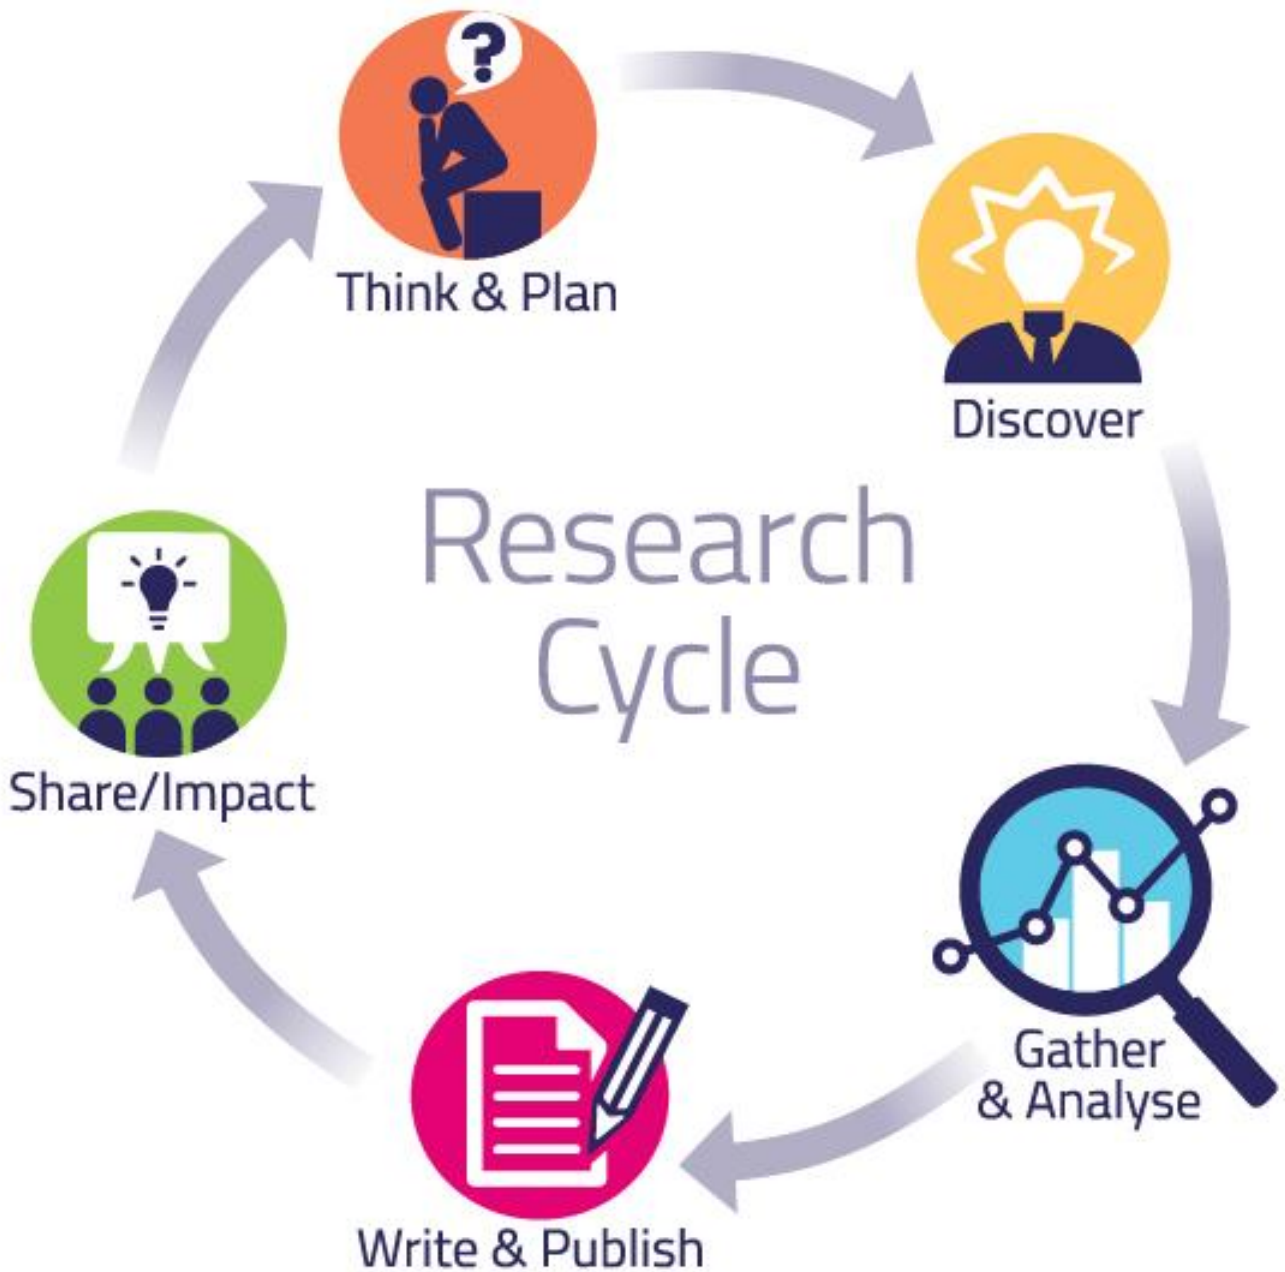 ?
Think & Plan
Discover
Research
Cycle
Share/Impact
Gather
& Analyse
Write & Publish